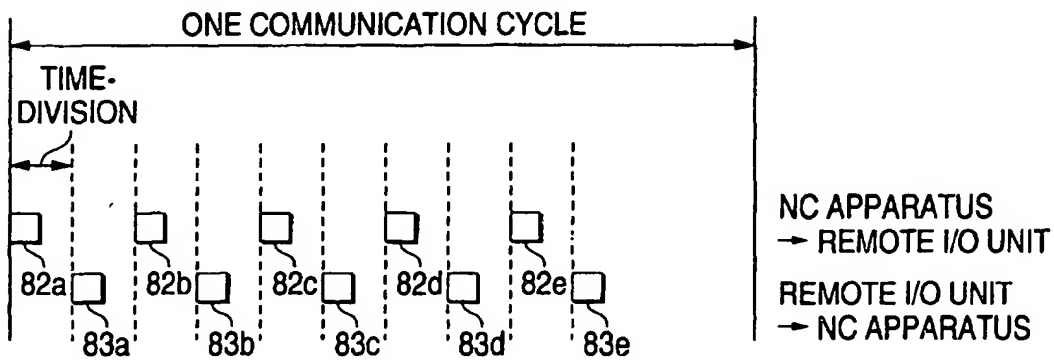 ONE COMMUNICATION CYCLE
TIME-
DIVISION
NC APPARATUS
→ REMOTE I/O UNIT
82a 82b 82c 82d 82e
REMOTE I/O UNIT
→ NC APPARATUS
83a 83b 83c 83d 83e